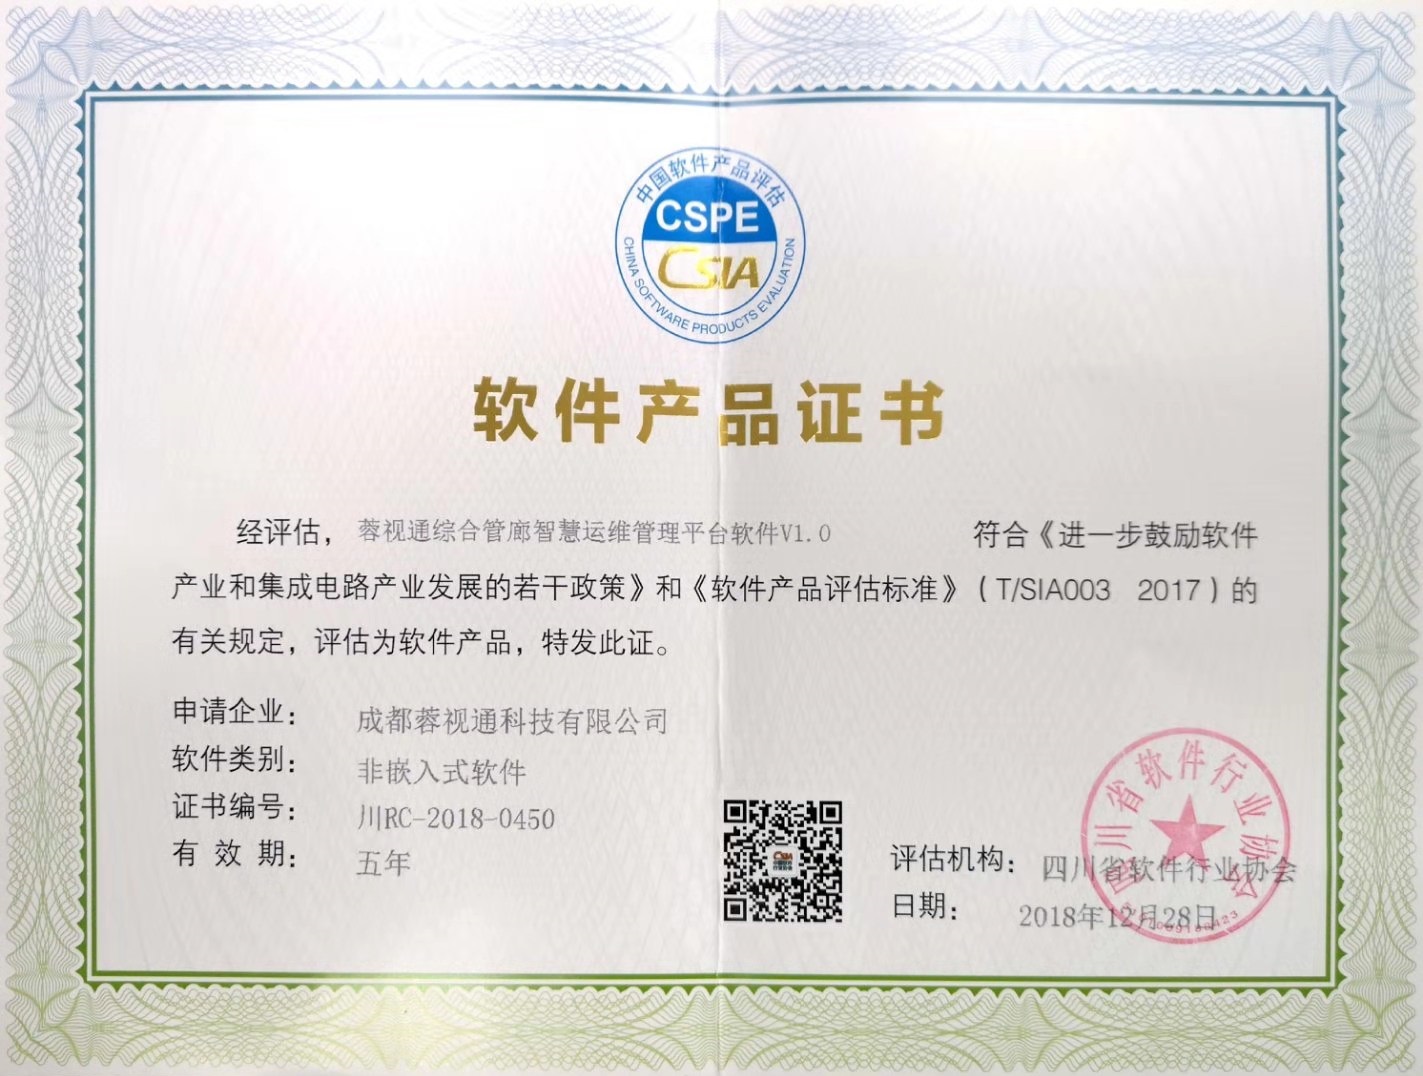 中国软件产品评估
CSPE
CSIA
CHINA SOFTWARE PRODUCTS EVALUATION
软件产品证书
经评估，蓉视通综合管廊智慧运维管理平台软件V1.0 符合《进一步鼓励软件
产业和集成电路产业发展的若干政策》和《软件产品评估标准》（T/SIA003 2017）的
有关规定，评估为软件产品，特发此证。
申请企业： 成都蓉视通科技有限公司
软件类别： 非嵌入式软件
证书编号： 川RC-2018-0450
有 效 期： 五年
CSIA
评估机构： 四川省软件行业协会
日期： 2018年12月28日
四川省软件行业协会